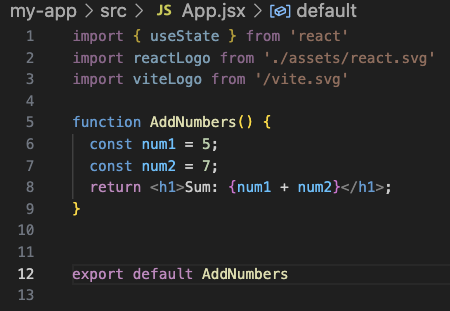 my-app > src > JS App.jsx > default
1 import { useState } from 'react'
2 import reactLogo from './assets/react.svg'
3 import viteLogo from '/vite.svg'
4
5 function AddNumbers() {
6 const num1 = 5;
7 const num2 = 7;
8 return <h1>Sum: {num1 + num2}</h1>;
9 }
10
11
12 export default AddNumbers
13